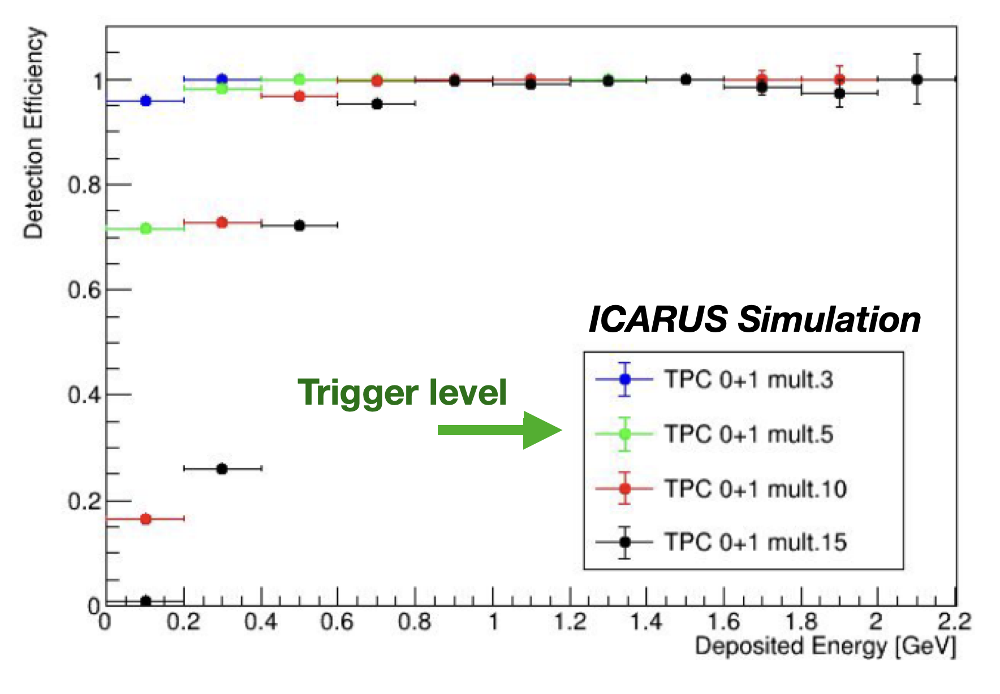 Detection Efficiency
1
0.8
0.6
0.4
0.2
0
ICARUS Simulation
Trigger level
TPC 0+1 mult.3
TPC 0+1 mult.5
TPC 0+1 mult.10
TPC 0+1 mult.15
0 0.2 0.4 0.6 0.8 1 1.2 1.4 1.6 1.8 2 2.2
Deposited Energy [GeV]